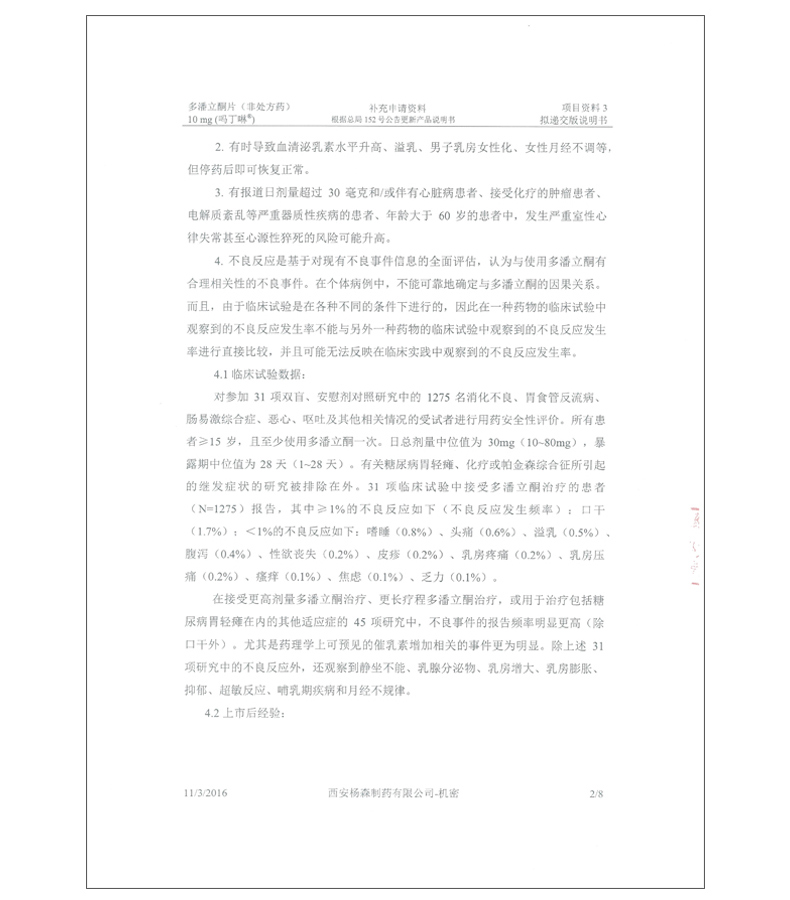 多潘立酮片（非处方药） 补充申请资料 项目资料 3
10 mg (吗丁啉®) 根据总局 152 号公告更新产品说明书 拟递交版说明书
2. 有时导致血清泌乳素水平升高、溢乳、男子乳房女性化、女性月经不调等，
但停药后即可恢复正常。
3. 有报道日剂量超过 30 毫克和/或伴有心脏病患者、接受化疗的肿瘤患者、
电解质紊乱等严重器质性疾病的患者、年龄大于 60 岁的患者中，发生严重室性心
律失常甚至心源性猝死的风险可能升高。
4. 不良反应是基于对现有不良事件信息的全面评估，认为与使用多潘立酮有
合理相关性的不良事件。在个体病例中，不能可靠地确定与多潘立酮的因果关系。
而且，由于临床试验是在各种不同的条件下进行的，因此在一种药物的临床试验中
观察到的不良反应发生率不能与另外一种药物的临床试验中观察到的不良反应发生
率进行直接比较，并且可能无法反映在临床实践中观察到的不良反应发生率。
4.1 临床试验数据：
对参加 31 项双盲、安慰剂对照研究中的 1275 名消化不良、胃食管反流病、
肠易激综合症、恶心、呕吐及其他相关情况的受试者进行用药安全性评价。所有患
者≥15 岁，且至少使用多潘立酮一次。日总剂量中位值为 30mg（10~80mg），暴
露期中位值为 28 天（1~28 天）。有关糖尿病胃轻瘫、化疗或帕金森综合征所引起
的继发症状的研究被排除在外。31 项临床试验中接受多潘立酮治疗的患者
（N=1275）报告。其中≥1%的不良反应如下（不良反应发生频率）：口干
（1.7%）；＜1%的不良反应如下：嗜睡（0.8%）、头痛（0.6%）、溢乳（0.5%）、
腹泻（0.4%）、性欲丧失（0.2%）、皮疹（0.2%）、乳房疼痛（0.2%）、乳房压
痛（0.2%）、瘙痒（0.1%）、焦虑（0.1%）、乏力（0.1%）。
在接受更高剂量多潘立酮治疗、更长疗程多潘立酮治疗，或用于治疗包括糖
尿病胃轻瘫在内的其他适应症的 45 项研究中，不良事件的报告频率明显更高（除
口干外）。尤其是药理学上可预见的催乳素增加相关的事件更为明显。除上述 31
项研究中的不良反应外，还观察到静坐不能、乳腺分泌物、乳房增大、乳房膨胀、
抑郁、超敏反应、哺乳期疾病和月经不规律。
4.2 上市后经验：
11/3/2016 西安杨森制药有限公司-机密 2/8